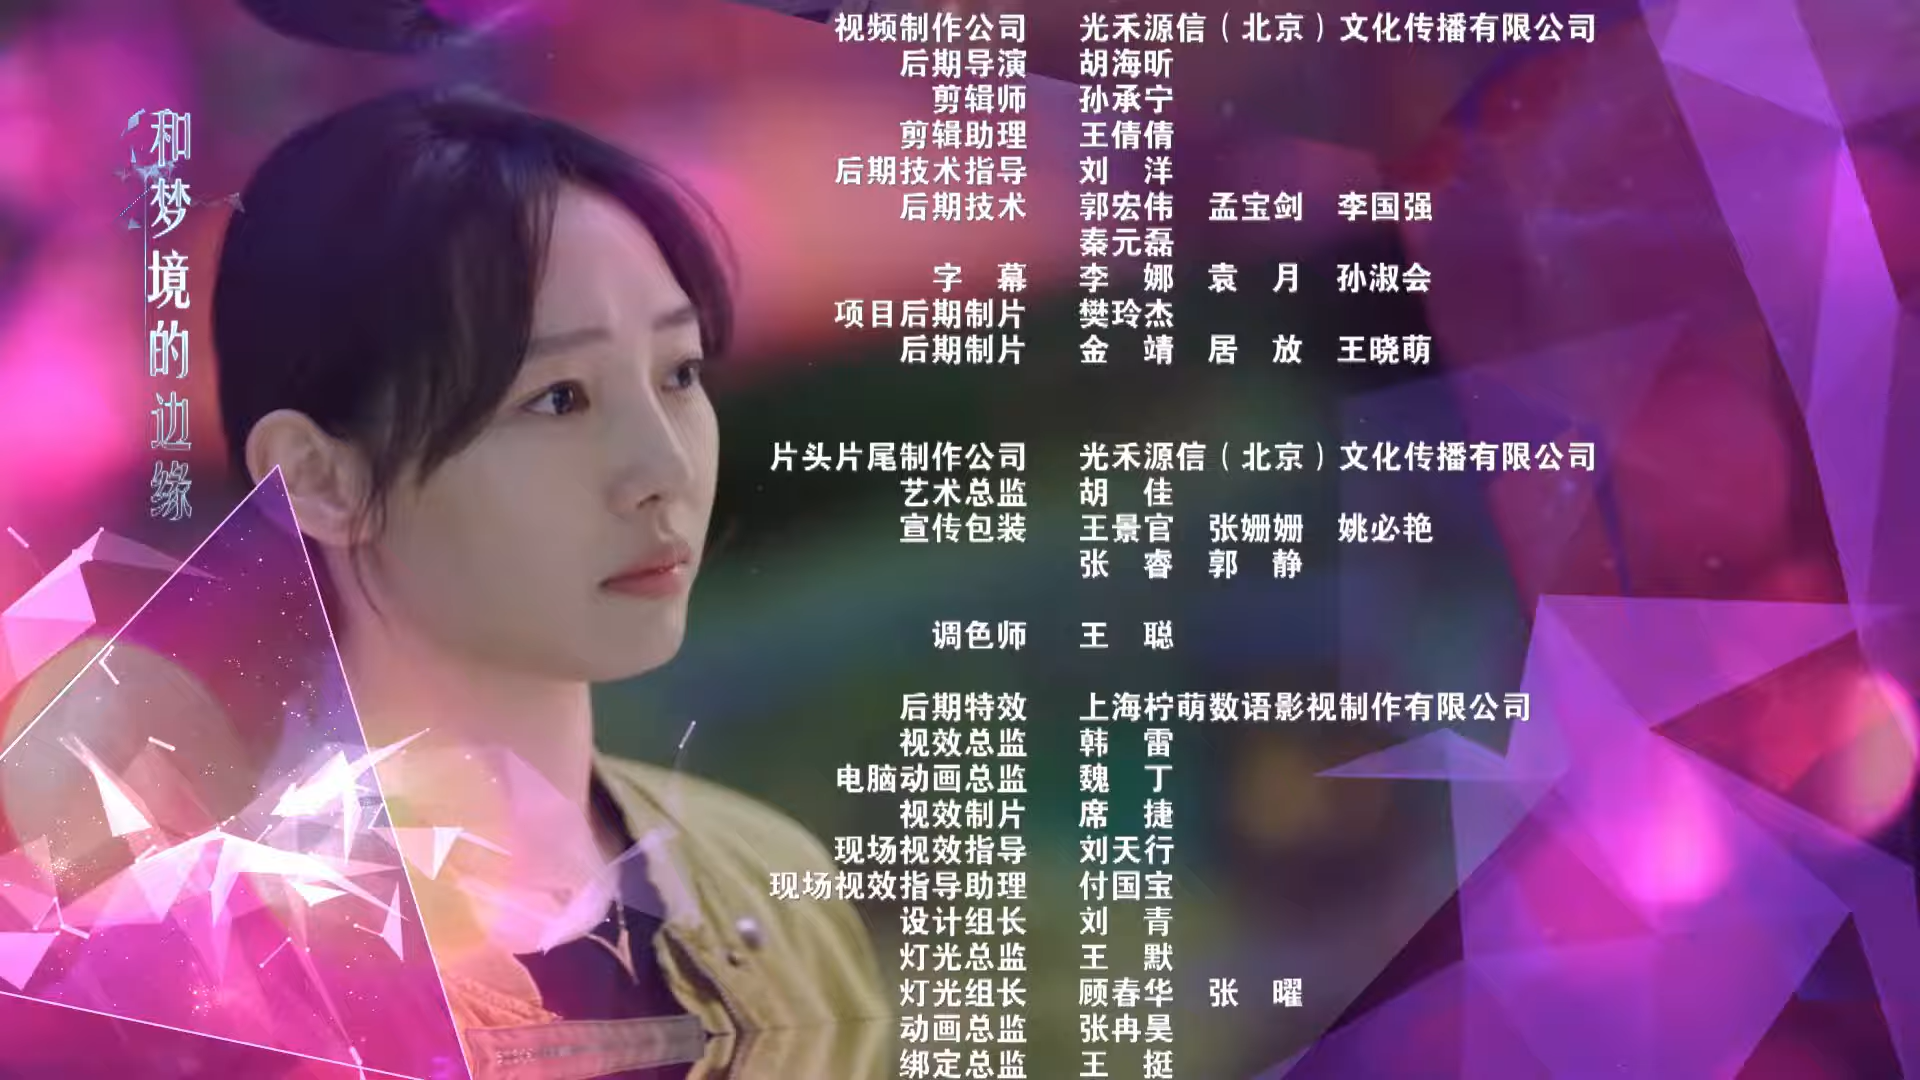 和梦境的边缘
视频制作公司 光禾源信（北京）文化传播有限公司
后期导演 胡海昕
剪辑师 孙承宁
剪辑助理 王倩倩
后期技术指导 刘 洋
后期技术 郭宏伟 孟宝剑 李国强
秦元磊
字 幕 李 娜 袁 月 孙淑会
项目后期制片 樊玲杰
后期制片 金 靖 居 放 王晓萌
片头片尾制作公司 光禾源信（北京）文化传播有限公司
艺术总监 胡 佳
宣传包装 王景官 张姗姗 姚必艳
张 睿 郭 静
调色师 王 聪
后期特效 上海柠萌数语影视制作有限公司
视效总监 韩 雷
电脑动画总监 魏 丁
视效制片 席 捷
现场视效指导 刘天行
现场视效指导助理 付国宝
设计组长 刘 青
灯光总监 王 默
灯光组长 顾春华 张 曜
动画总监 张冉昊
绑定总监 王 挺